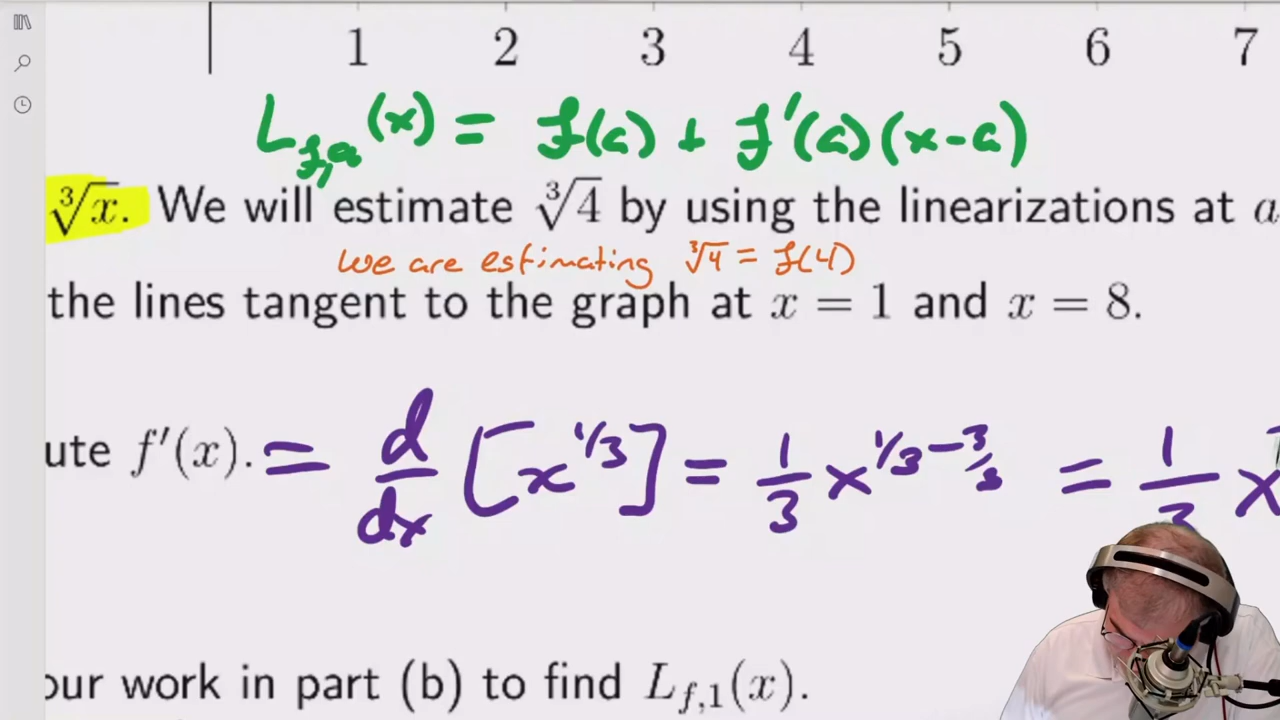 1 2 3 4 5 6 7
L_{f,a}(x) = f(a) + f'(a)(x-a)
∛x. We will estimate ∛4 by using the linearizations at a
we are estimating ∛4 = f(4)
the lines tangent to the graph at x = 1 and x = 8.
ute f′(x). = d/dx [x^{1/3}] = 1/3 x^{1/3 - 3/3} = 1/3 x
our work in part (b) to find L_{f,1}(x).